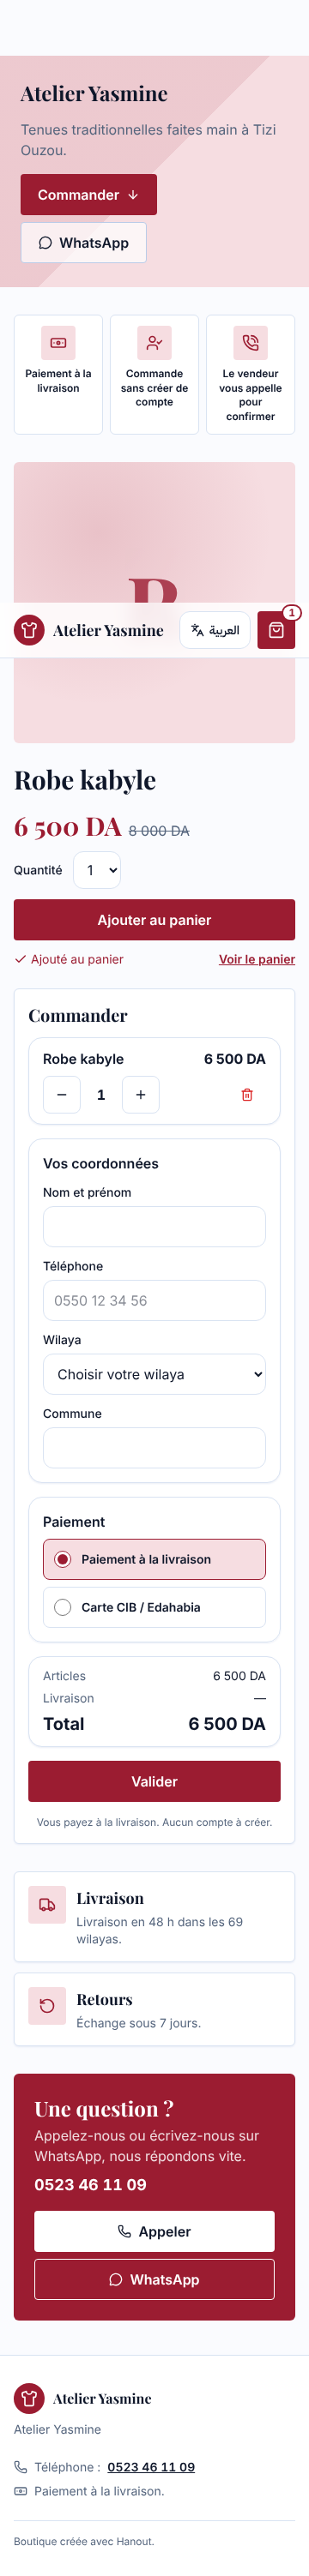 Atelier Yasmine
Tenues traditionnelles faites main à Tizi
Ouzou.
Commander
WhatsApp
Paiement à la
livraison
Commande
sans créer de
compte
Le vendeur
vous appelle
pour
confirmer
Atelier Yasmine
العربية
1
Robe kabyle
6 500 DA 8 000 DA
Quantité 1
Ajouter au panier
Ajouté au panier Voir le panier
Commander
Robe kabyle 6 500 DA
1
Vos coordonnées
Nom et prénom
Téléphone
0550 12 34 56
Wilaya
Choisir votre wilaya
Commune
Paiement
Paiement à la livraison
Carte CIB / Edahabia
Articles 6 500 DA
Livraison —
Total 6 500 DA
Valider
Vous payez à la livraison. Aucun compte à créer.
Livraison
Livraison en 48 h dans les 69
wilayas.
Retours
Échange sous 7 jours.
Une question ?
Appelez-nous ou écrivez-nous sur
WhatsApp, nous répondons vite.
0523 46 11 09
Appeler
WhatsApp
Atelier Yasmine
Atelier Yasmine
Téléphone : 0523 46 11 09
Paiement à la livraison.
Boutique créée avec Hanout.